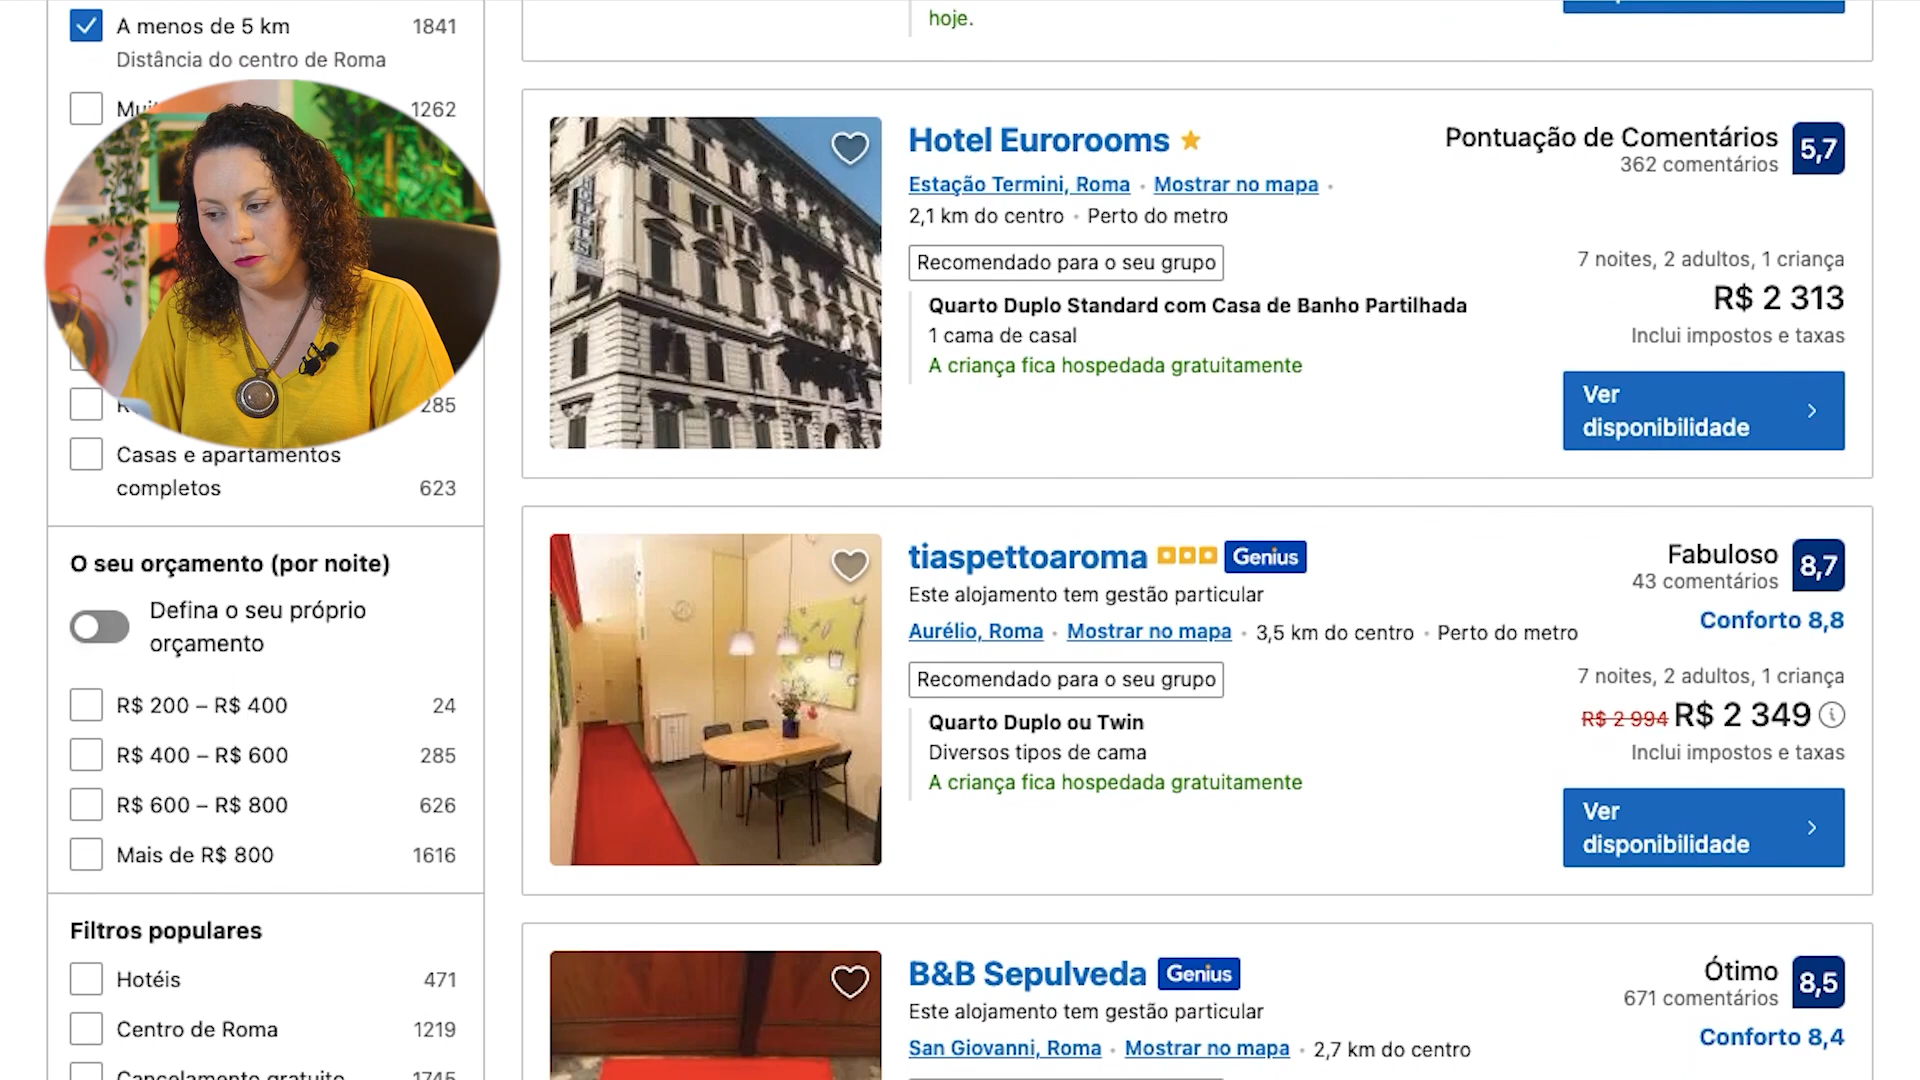 A menos de 5 km 1841
Distância do centro de Roma
1262
285
Casas e apartamentos
completos 623
O seu orçamento (por noite)
Defina o seu próprio
orçamento
R$ 200 – R$ 400 24
R$ 400 – R$ 600 285
R$ 600 – R$ 800 626
Mais de R$ 800 1616
Filtros populares
Hotéis 471
Centro de Roma 1219
Cancelamento gratuito 1745
hoje.
Hotel Eurorooms
Pontuação de Comentários 5,7
362 comentários
Estação Termini, Roma · Mostrar no mapa ·
2,1 km do centro · Perto do metro
Recomendado para o seu grupo
Quarto Duplo Standard com Casa de Banho Partilhada
1 cama de casal
A criança fica hospedada gratuitamente
7 noites, 2 adultos, 1 criança
R$ 2 313
Inclui impostos e taxas
Ver
disponibilidade
tiaspettoaroma Genius
Fabuloso 8,7
43 comentários
Conforto 8,8
Este alojamento tem gestão particular
Aurélio, Roma · Mostrar no mapa · 3,5 km do centro · Perto do metro
Recomendado para o seu grupo
Quarto Duplo ou Twin
Diversos tipos de cama
A criança fica hospedada gratuitamente
7 noites, 2 adultos, 1 criança
R$ 2 994 R$ 2 349
Inclui impostos e taxas
Ver
disponibilidade
B&B Sepulveda Genius
Ótimo 8,5
671 comentários
Conforto 8,4
Este alojamento tem gestão particular
San Giovanni, Roma · Mostrar no mapa · 2,7 km do centro